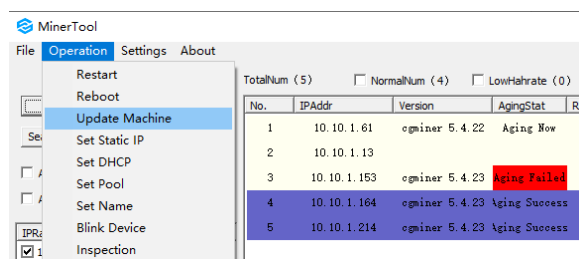 MinerTool
File Operation Settings About
Restart
Reboot
Update Machine
Set Static IP
Set DHCP
Set Pool
Set Name
Blink Device
Inspection
TotalNum (5) NormalNum (4) LowHahrate (0)
No. IPAddr Version AgingStat R
1 10.10.1.61 cgminer 5.4.22 Aging Now
2 10.10.1.13
3 10.10.1.153 cgminer 5.4.23 Aging Failed
4 10.10.1.164 cgminer 5.4.23 Aging Success
5 10.10.1.214 cgminer 5.4.23 Aging Success